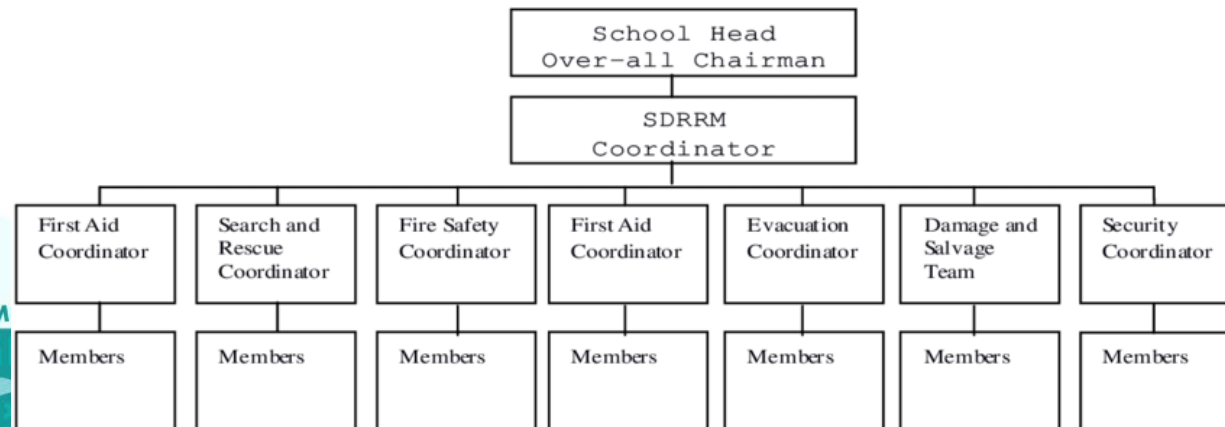 School Head
Over-all Chairman
SDRRM
Coordinator
First Aid
Coordinator
Search and
Rescue
Coordinator
Fire Safety
Coordinator
First Aid
Coordinator
Evacuation
Coordinator
Damage and
Salvage
Team
Security
Coordinator
M
Members
Members
Members
Members
Members
Members
Members